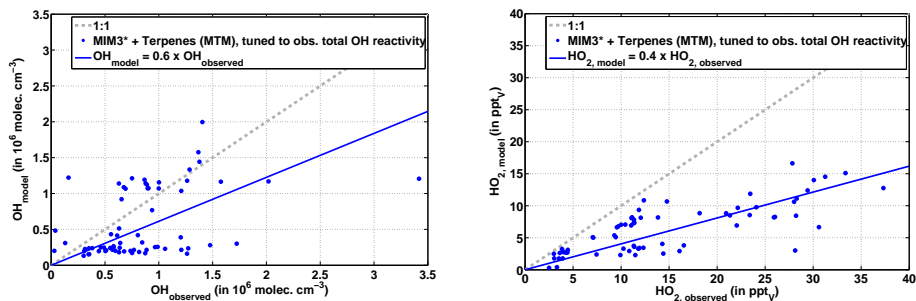 1:1
MIM3* + Terpenes (MTM), tuned to obs. total OH reactivity
OH_model = 0.6 x OH_observed
3.5
3
2.5
2
1.5
1
0.5
0
OH_model (in 10^6 molec. cm^-3)
0 0.5 1 1.5 2 2.5 3 3.5
OH_observed (in 10^6 molec. cm^-3)
1:1
MIM3* + Terpenes (MTM), tuned to obs. total OH reactivity
HO_2, model = 0.4 x HO_2, observed
40
35
30
25
20
15
10
5
0
HO_2, model (in ppt_V)
0 5 10 15 20 25 30 35 40
HO_2, observed (in ppt_V)